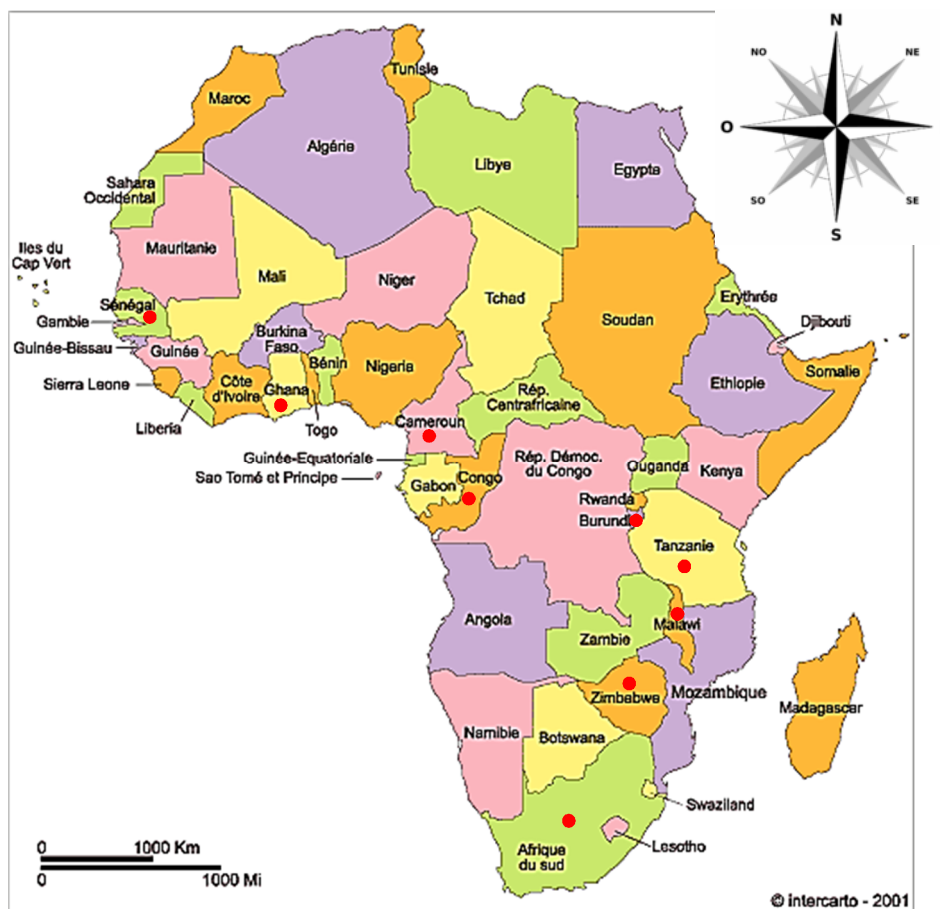 N
NO
NE
O
SO
SE
S
Tunisie
Maroc
Algérie
Libye
Egypte
Sahara
Occidental
Mauritanie
Iles du
Cap Vert
Mali
Niger
Tchad
Soudan
Erythrée
Djibouti
Sénégal
Gambie
Guinée-Bissau
Guinée
Burkina
Faso
Bénin
Nigeria
Sierra Leone
Côte
d'Ivoire
Ghana
Liberia
Togo
Cameroun
Rép.
Centrafricaine
Ethiopie
Somalie
Guinée-Equatoriale
Sao Tomé et Principe
Gabon
Congo
Rép. Démoc.
du Congo
Ouganda
Kenya
Rwanda
Burundi
Tanzanie
Angola
Zambie
Malawi
Mozambique
Zimbabwe
Madagascar
Namibie
Botswana
Swaziland
Lesotho
Afrique
du sud
0 1000 Km
0 1000 Mi
© intercarto - 2001